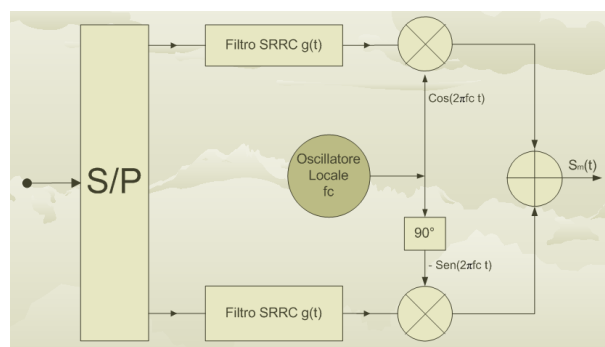 Filtro SRRC g(t)
Cos(2πfc t)
S/P
Oscillatore
Locale
fc
Sm(t)
90°
- Sen(2πfc t)
Filtro SRRC g(t)